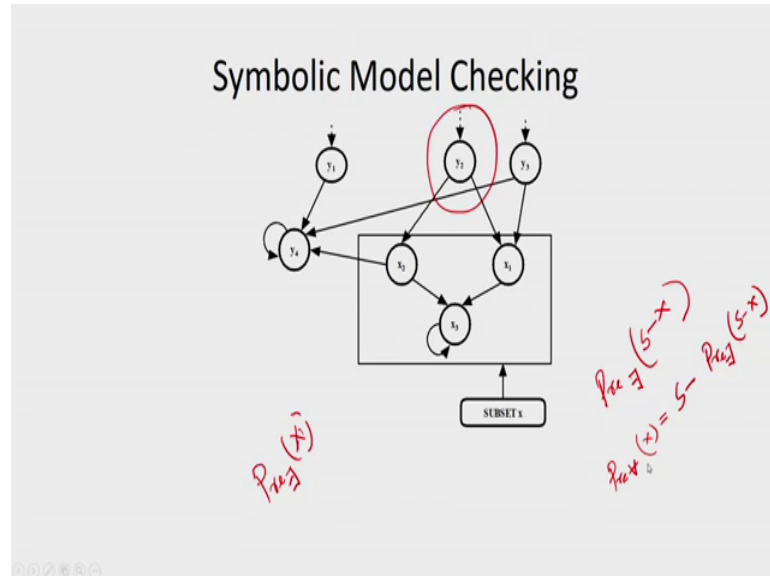 Symbolic Model Checking
y1
y2
y3
y4
x2
x1
x3
SUBSET x
Pre∃(S-X)
Pre∀(X) = S- Pre∃(S-X)
Pre∃(X)